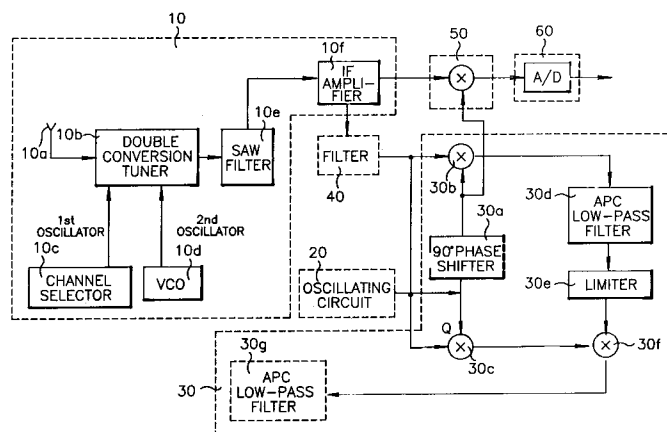 10
10f
IF
AMPLI-
FIER
50
60
A/D
10a
10b
DOUBLE
CONVERSION
TUNER
10e
SAW
FILTER
FILTER
40
30b
30a
90° PHASE
SHIFTER
30d
APC
LOW-PASS
FILTER
30e
LIMITER
1st
OSCILLATOR
10c
CHANNEL
SELECTOR
2nd
OSCILLATOR
10d
VCO
20
OSCILLATING
CIRCUIT
Q
30c
30f
30
30g
APC
LOW-PASS
FILTER